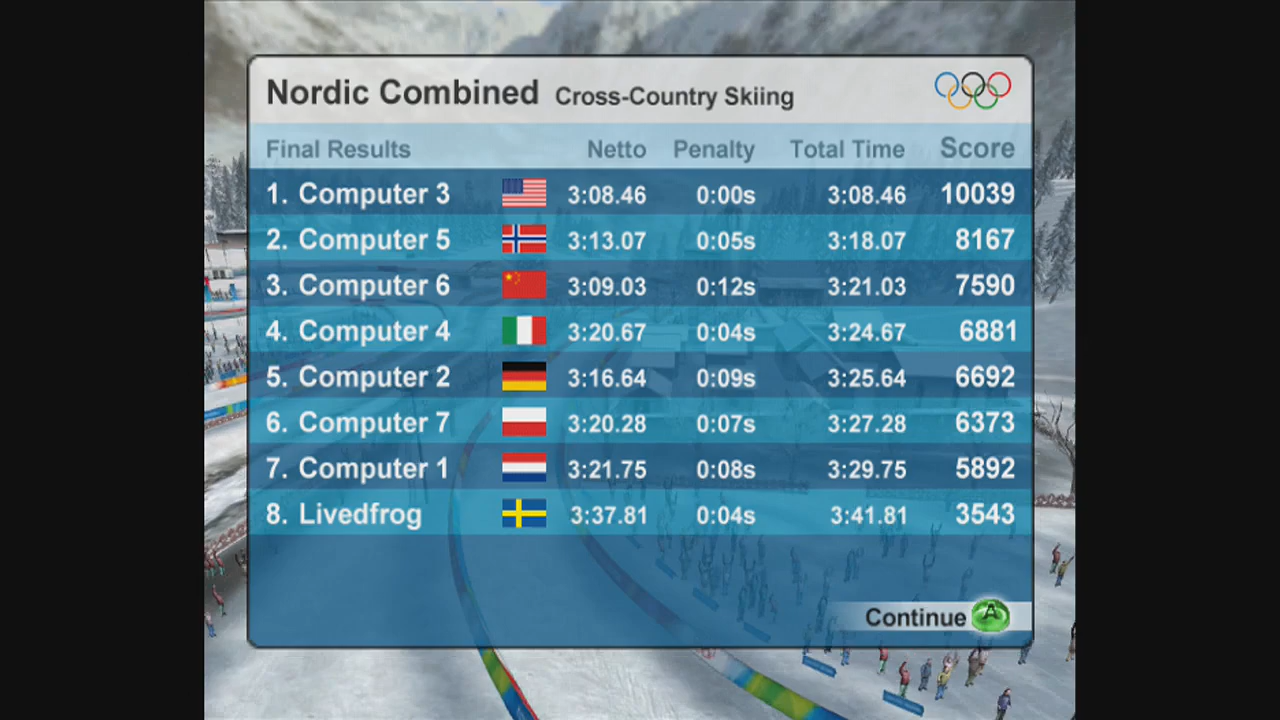 Nordic Combined Cross-Country Skiing
Final Results Netto Penalty Total Time Score
1. Computer 3 3:08.46 0:00s 3:08.46 10039
2. Computer 5 3:13.07 0:05s 3:18.07 8167
3. Computer 6 3:09.03 0:12s 3:21.03 7590
4. Computer 4 3:20.67 0:04s 3:24.67 6881
5. Computer 2 3:16.64 0:09s 3:25.64 6692
6. Computer 7 3:20.28 0:07s 3:27.28 6373
7. Computer 1 3:21.75 0:08s 3:29.75 5892
8. Livedfrog 3:37.81 0:04s 3:41.81 3543
Continue A